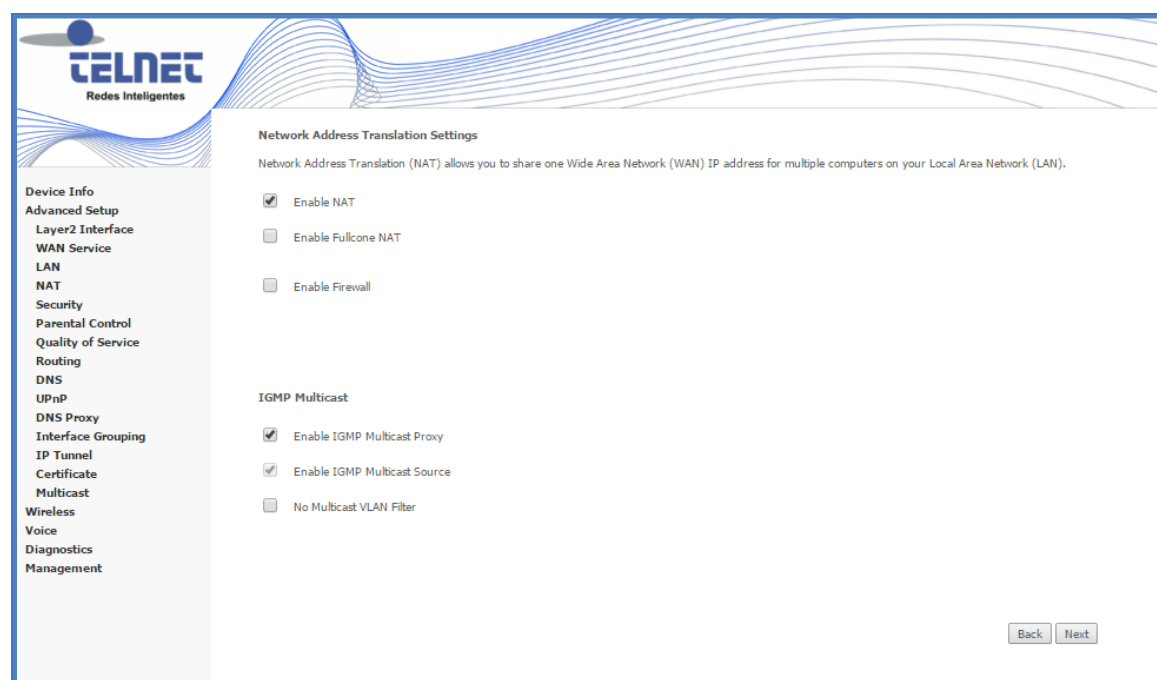 TELNET
Redes Inteligentes
Device Info
Advanced Setup
Layer2 Interface
WAN Service
LAN
NAT
Security
Parental Control
Quality of Service
Routing
DNS
UPnP
DNS Proxy
Interface Grouping
IP Tunnel
Certificate
Multicast
Wireless
Voice
Diagnostics
Management
Network Address Translation Settings
Network Address Translation (NAT) allows you to share one Wide Area Network (WAN) IP address for multiple computers on your Local Area Network (LAN).
Enable NAT
Enable Fullcone NAT
Enable Firewall
IGMP Multicast
Enable IGMP Multicast Proxy
Enable IGMP Multicast Source
No Multicast VLAN Filter
Back Next